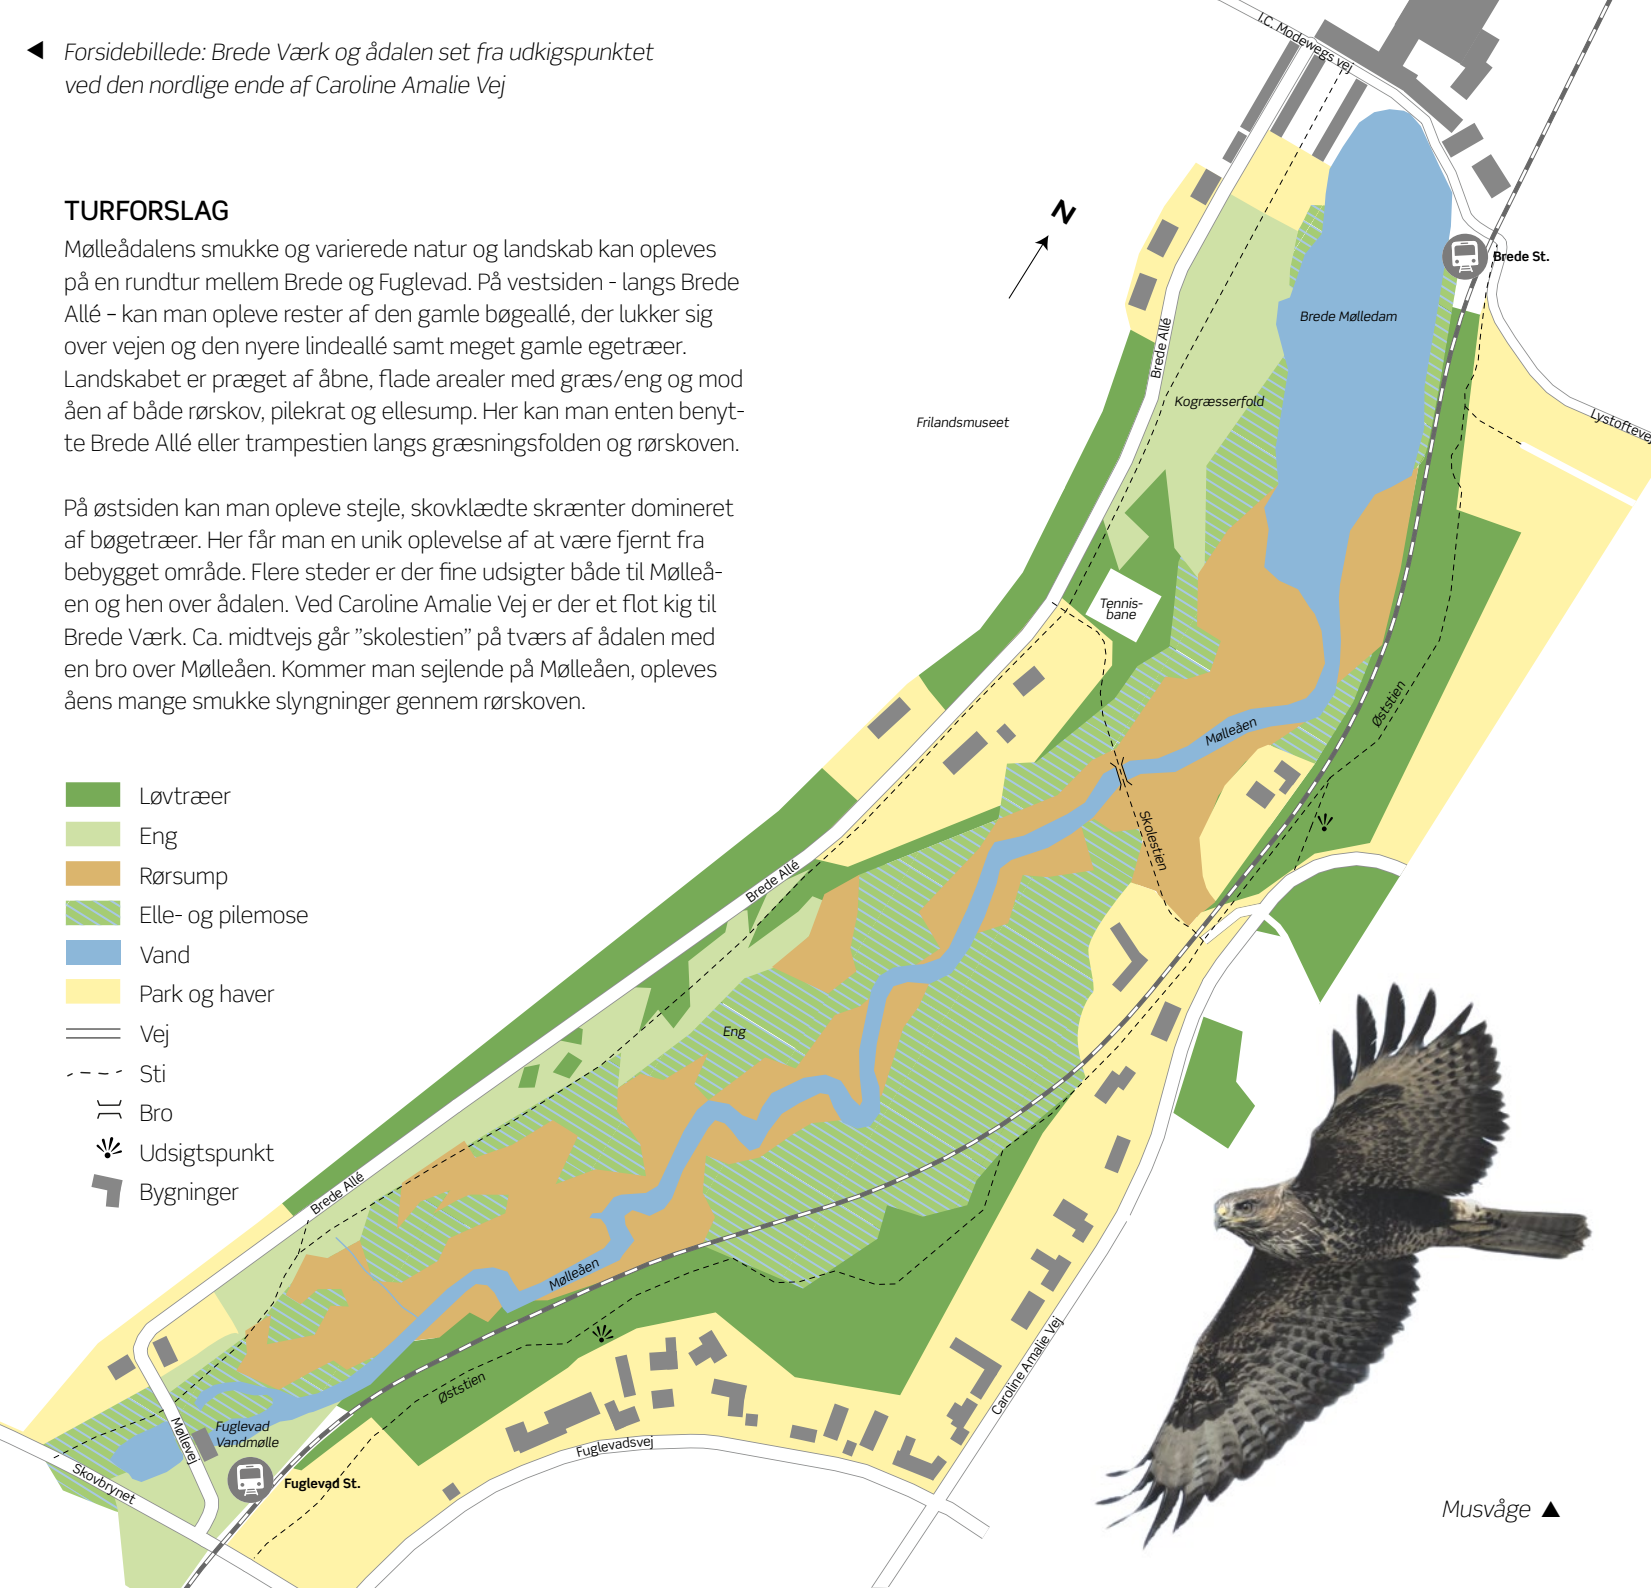 Forsidebillede: Brede Værk og ådalen set fra udkigspunktet
ved den nordlige ende af Caroline Amalie Vej
TURFORSLAG
Mølleådalens smukke og varierede natur og landskab kan opleves
på en rundtur mellem Brede og Fuglevad. På vestsiden - langs Brede
Allé – kan man opleve rester af den gamle bøgeallé, der lukker sig
over vejen og den nyere lindeallé samt meget gamle egetræer.
Landskabet er præget af åbne, flade arealer med græs/eng og mod
åen af både rørskov, pilekrat og ellesump. Her kan man enten benyt-
te Brede Allé eller trampestien langs græsningsfolden og rørskoven.
På østsiden kan man opleve stejle, skovklædte skrænter domineret
af bøgetræer. Her får man en unik oplevelse af at være fjernt fra
bebygget område. Flere steder er der fine udsigter både til Mølleå-
en og hen over ådalen. Ved Caroline Amalie Vej er der et flot kig til
Brede Værk. Ca. midtvejs går ”skolestien” på tværs af ådalen med
en bro over Mølleåen. Kommer man sejlende på Mølleåen, opleves
åens mange smukke slyngninger gennem rørskoven.
Løvtræer
Eng
Rørsump
Elle- og pilemose
Vand
Park og haver
Vej
Sti
Bro
Udsigtspunkt
Bygninger
I.C. Modewegs vej
N
Brede St.
Brede Mølledam
Brede Allé
Kogræsserfold
Lystoftevej
Frilandsmuseet
Tennis-
bane
Øststien
Mølleåen
Skolestien
Brede Allé
Eng
Brede Allé
Mølleåen
Øststien
Caroline Amalie Vej
Fuglevad
Vandmølle
Møllevej
Fuglevadsvej
Skovbrynet
Fuglevad St.
Musvåge